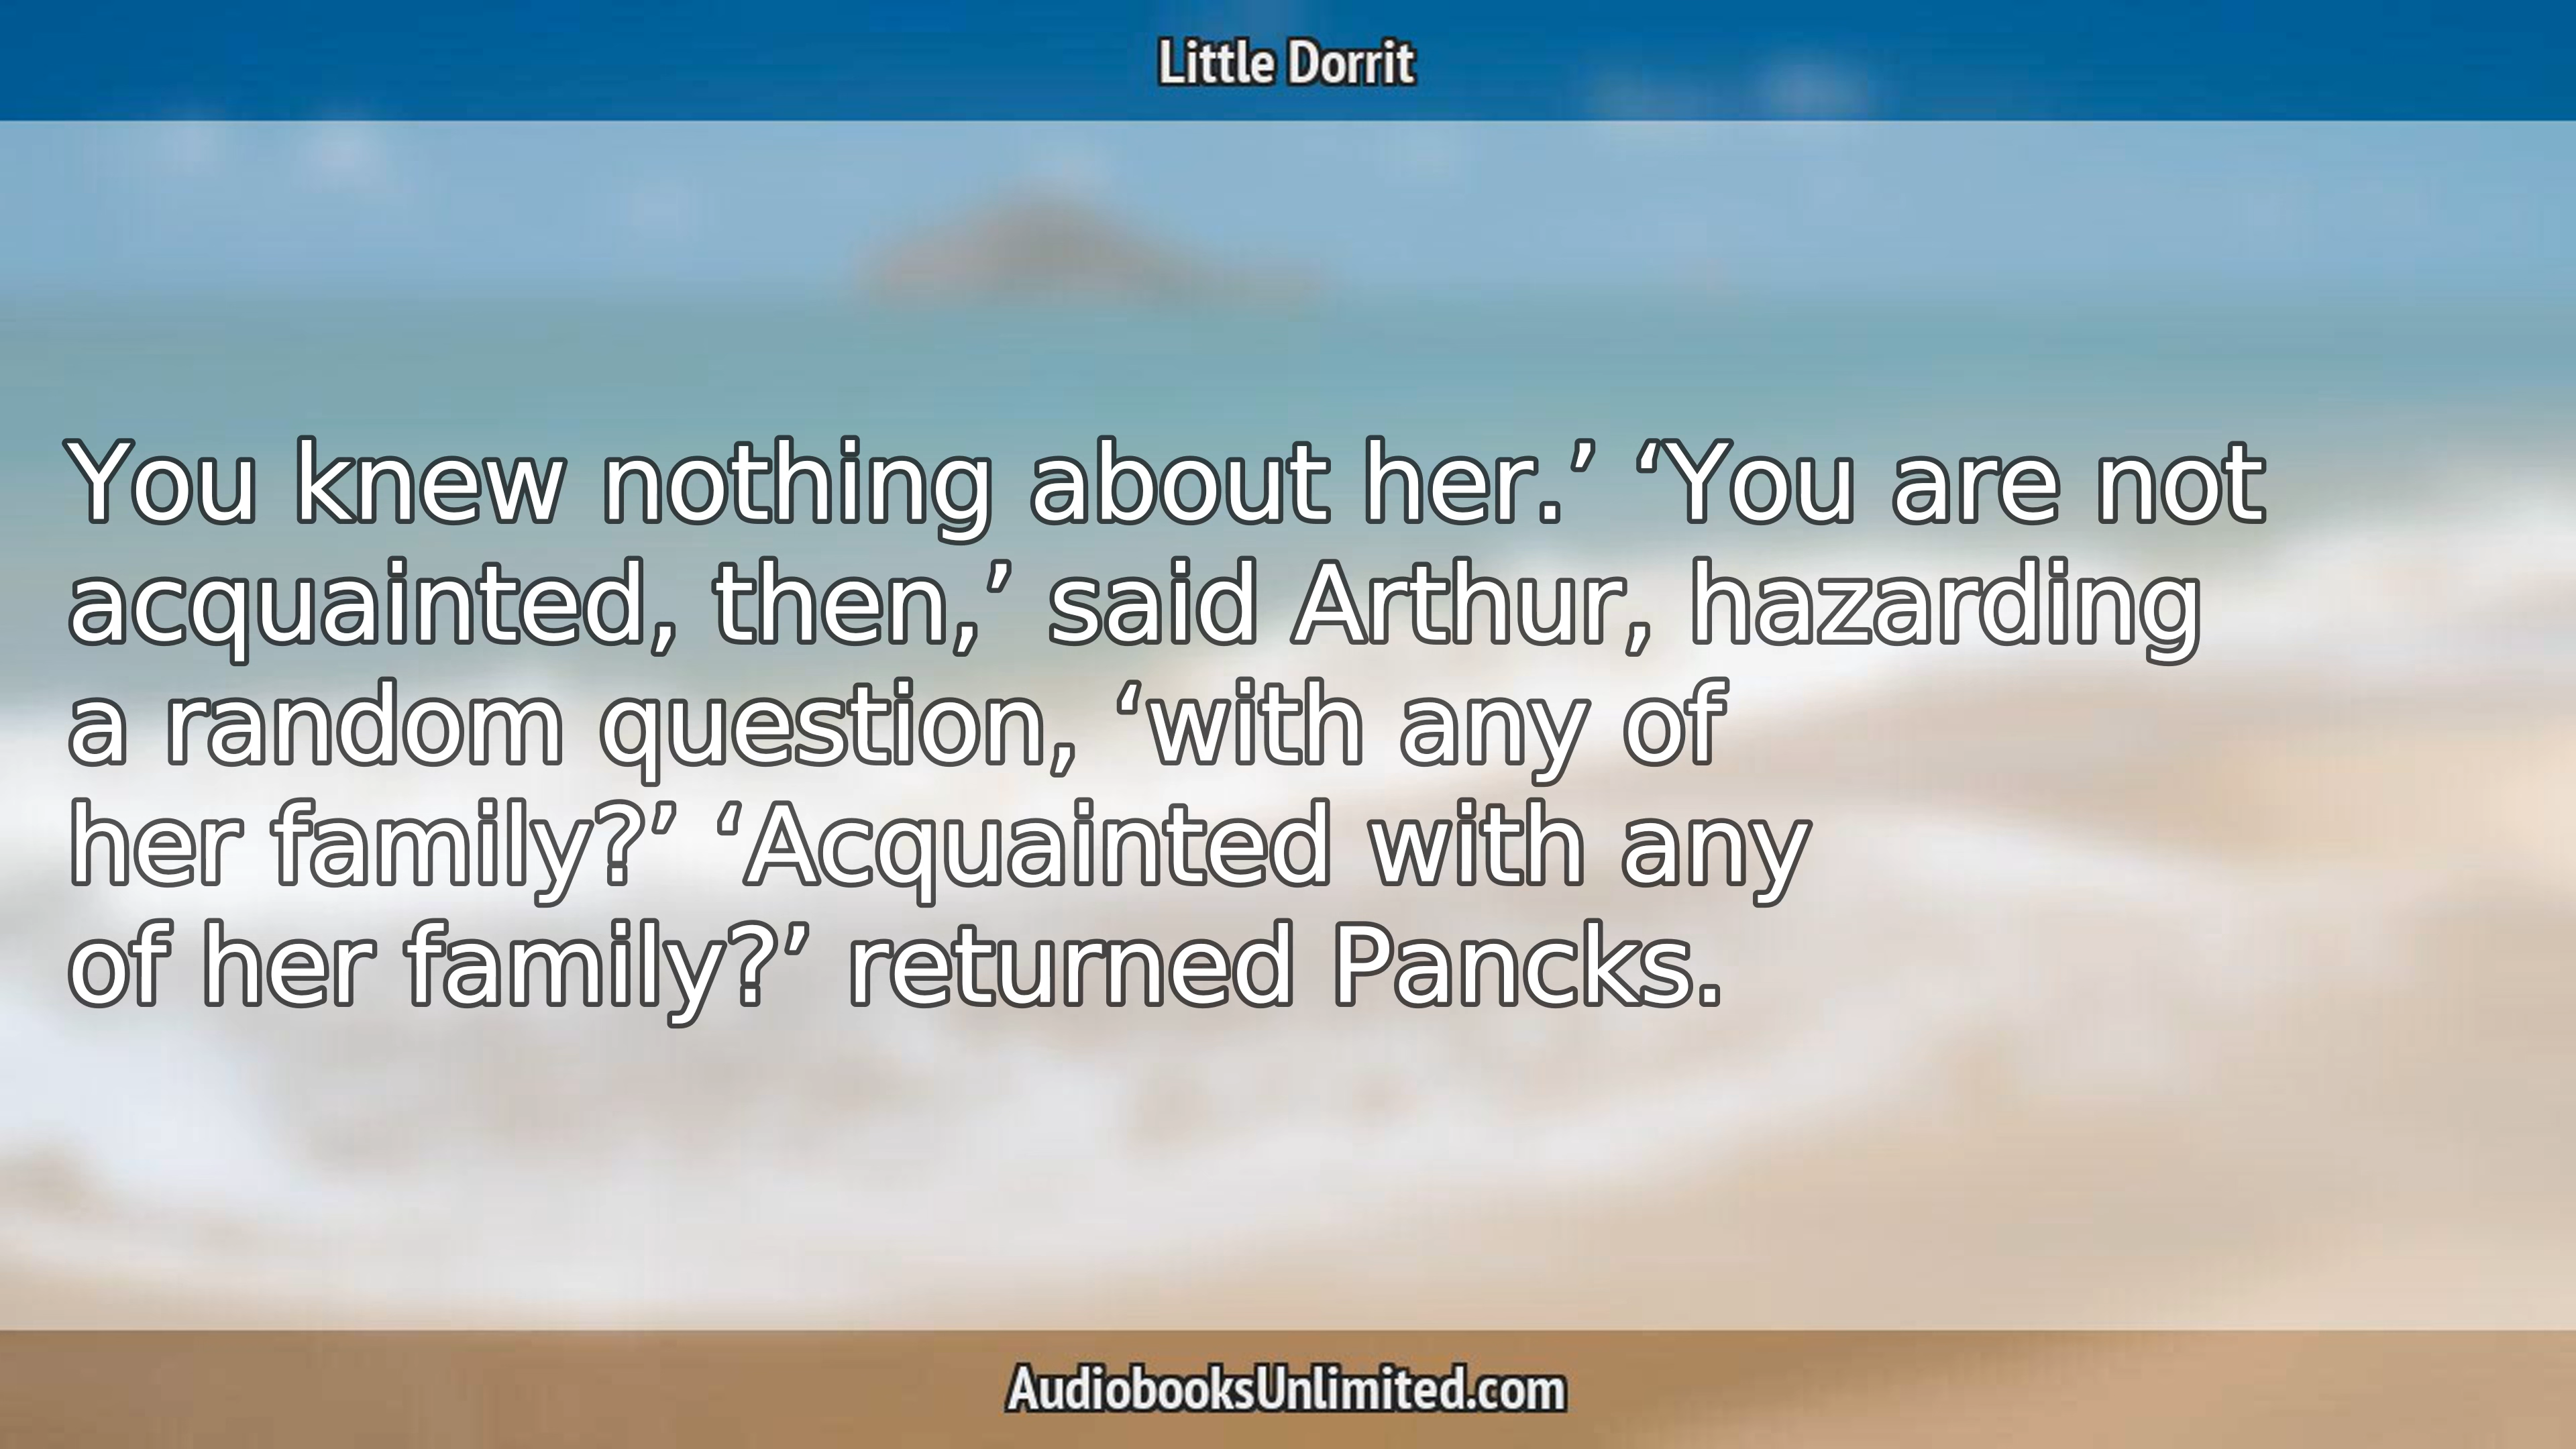 Little Dorrit
You knew nothing about her.’ ‘You are not
acquainted, then,’ said Arthur, hazarding
a random question, ‘with any of
her family?’ ‘Acquainted with any
of her family?’ returned Pancks.
AudiobooksUnlimited.com